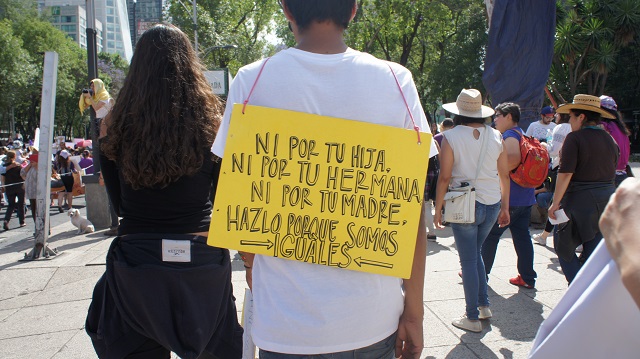 NI POR TU HIJA,
NI POR TU HERMANA
NI POR TU MADRE,
HAZLO PORQUE SOMOS
IGUALES